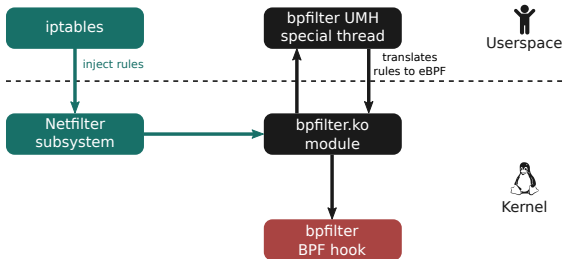 iptables
bpfilter UMH
special thread
Userspace
inject rules
translates
rules to eBPF
Netfilter
subsystem
bpfilter.ko
module
Kernel
bpfilter
BPF hook